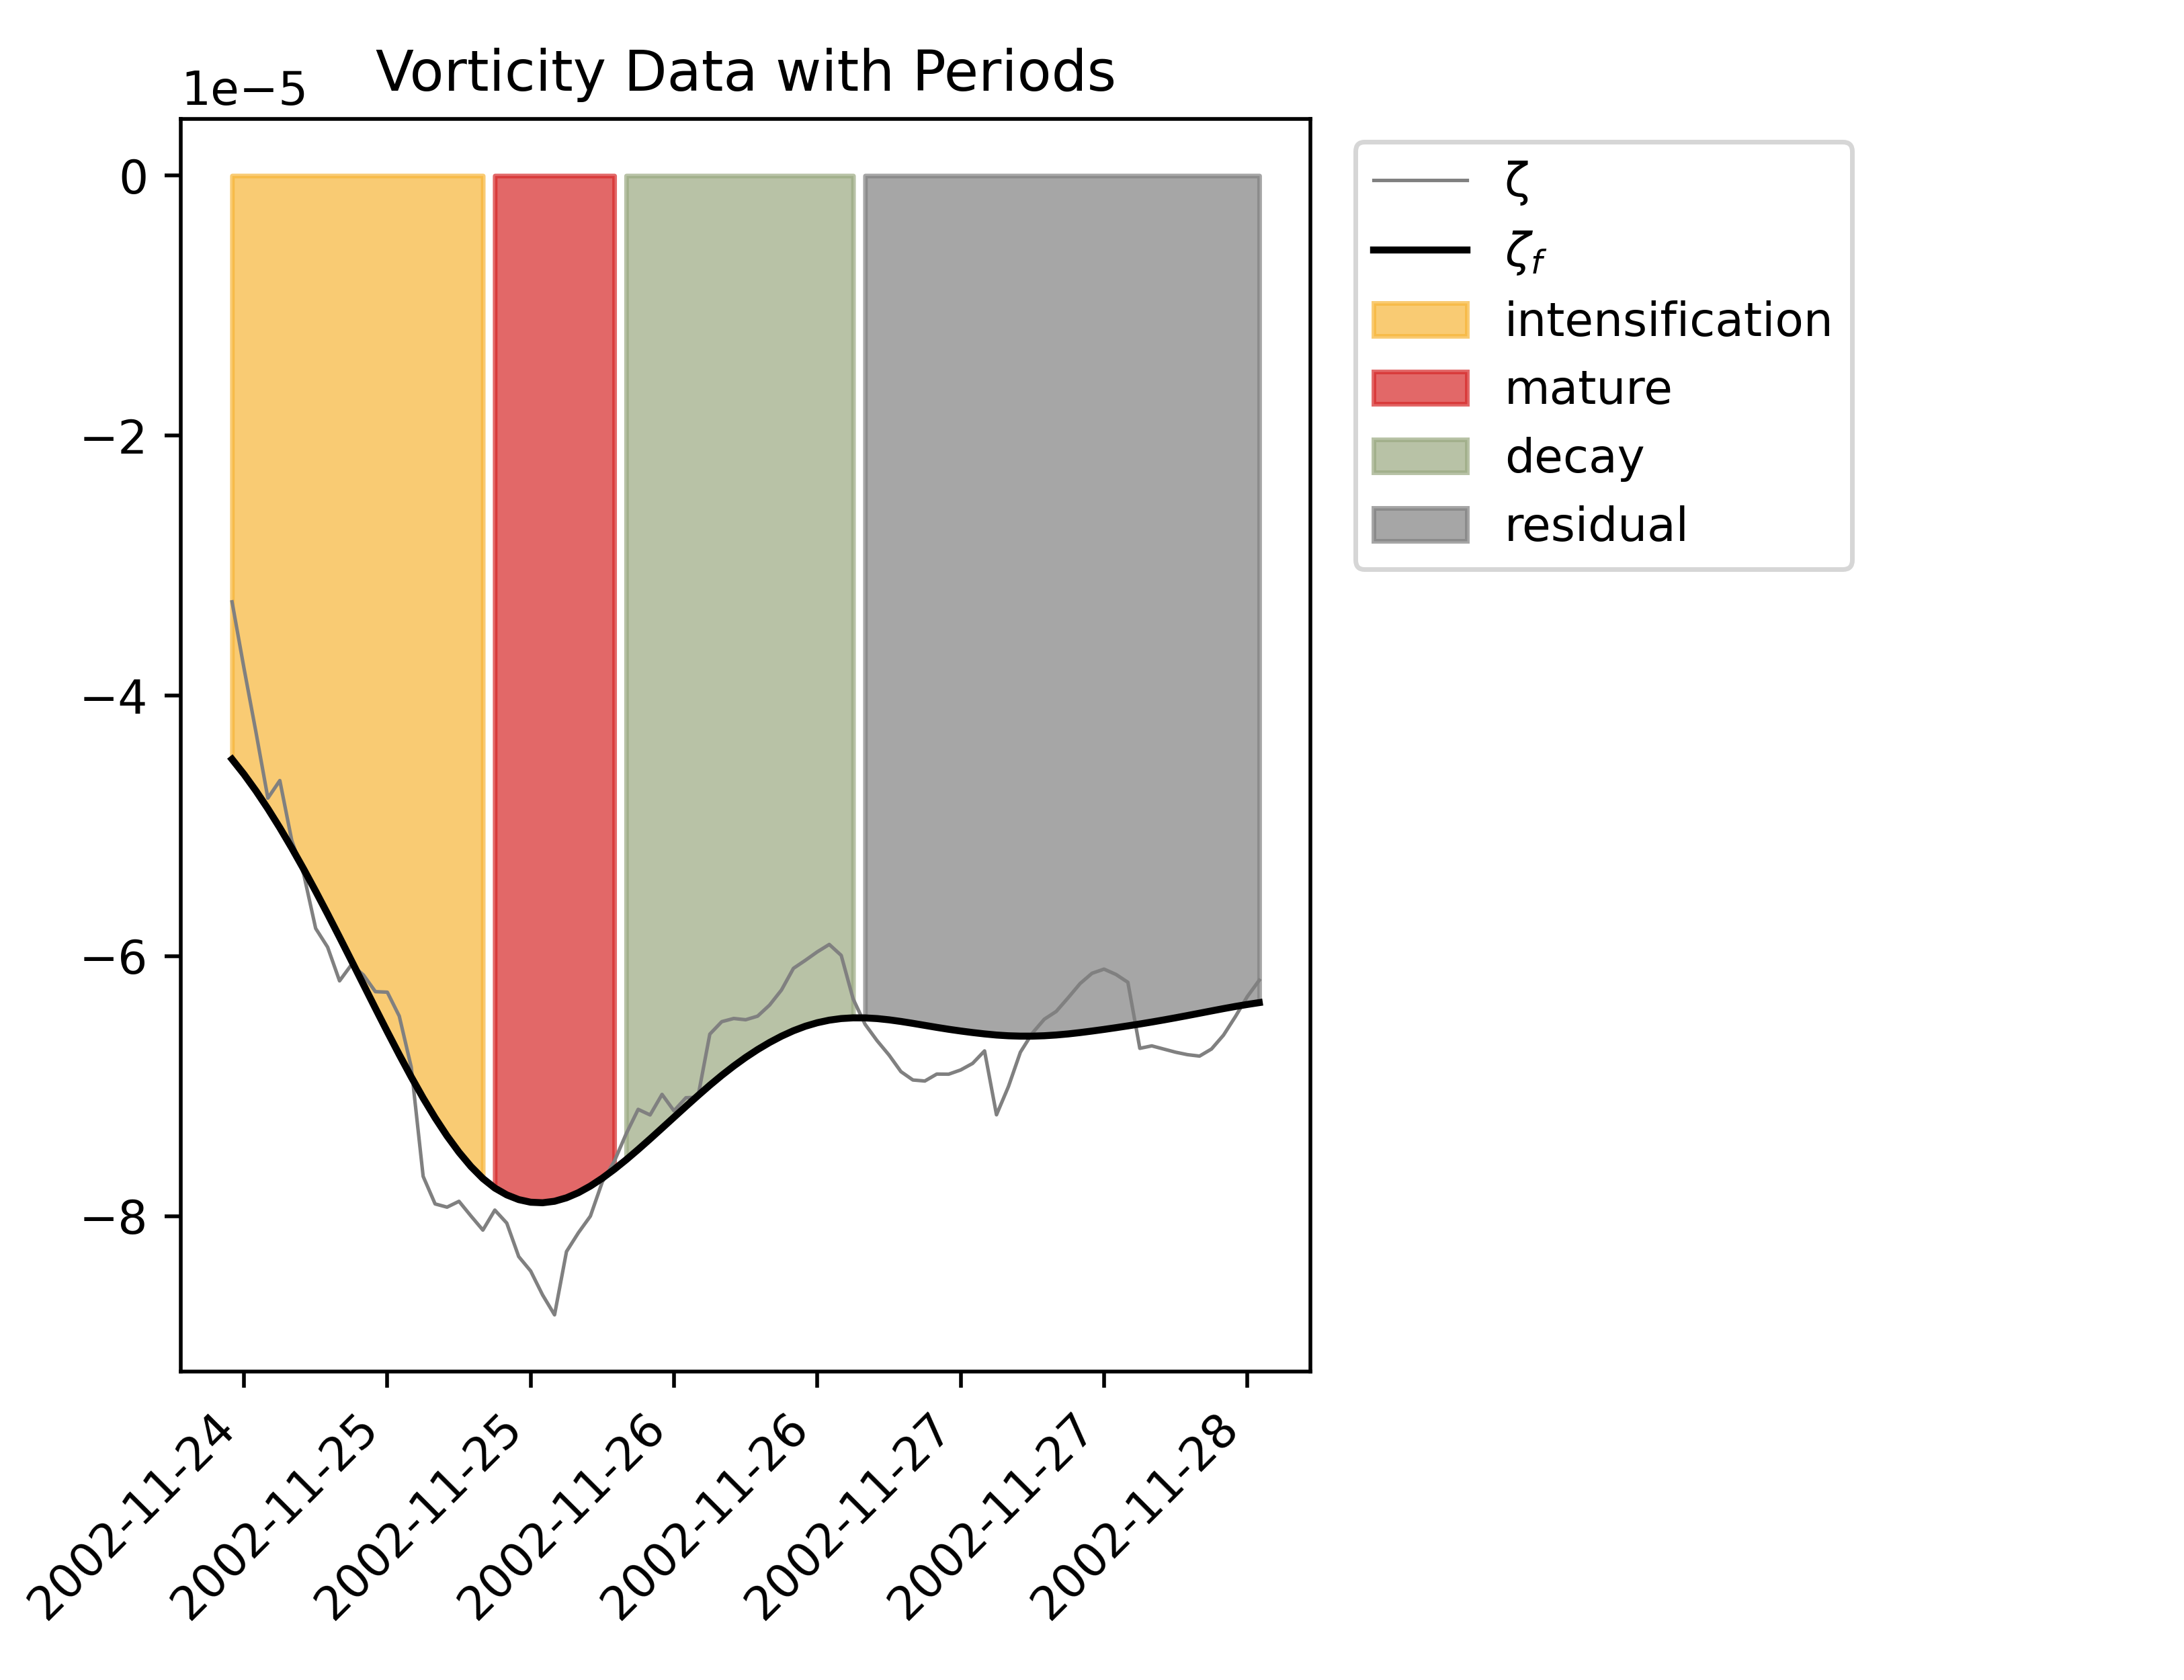 Vorticity Data with Periods
1e−5
0
−2
−4
−6
−8
2002-11-24
2002-11-25
2002-11-25
2002-11-26
2002-11-26
2002-11-27
2002-11-27
2002-11-28
ζ
ζf
intensification
mature
decay
residual